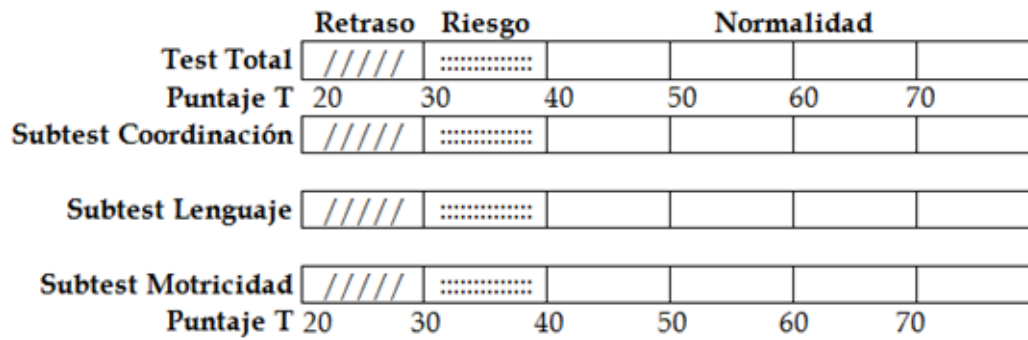 Retraso Riesgo Normalidad
Test Total ///// ::::::::::::::
Puntaje T 20 30 40 50 60 70
Subtest Coordinación ///// ::::::::::::::
Subtest Lenguaje ///// ::::::::::::::
Subtest Motricidad ///// ::::::::::::::
Puntaje T 20 30 40 50 60 70